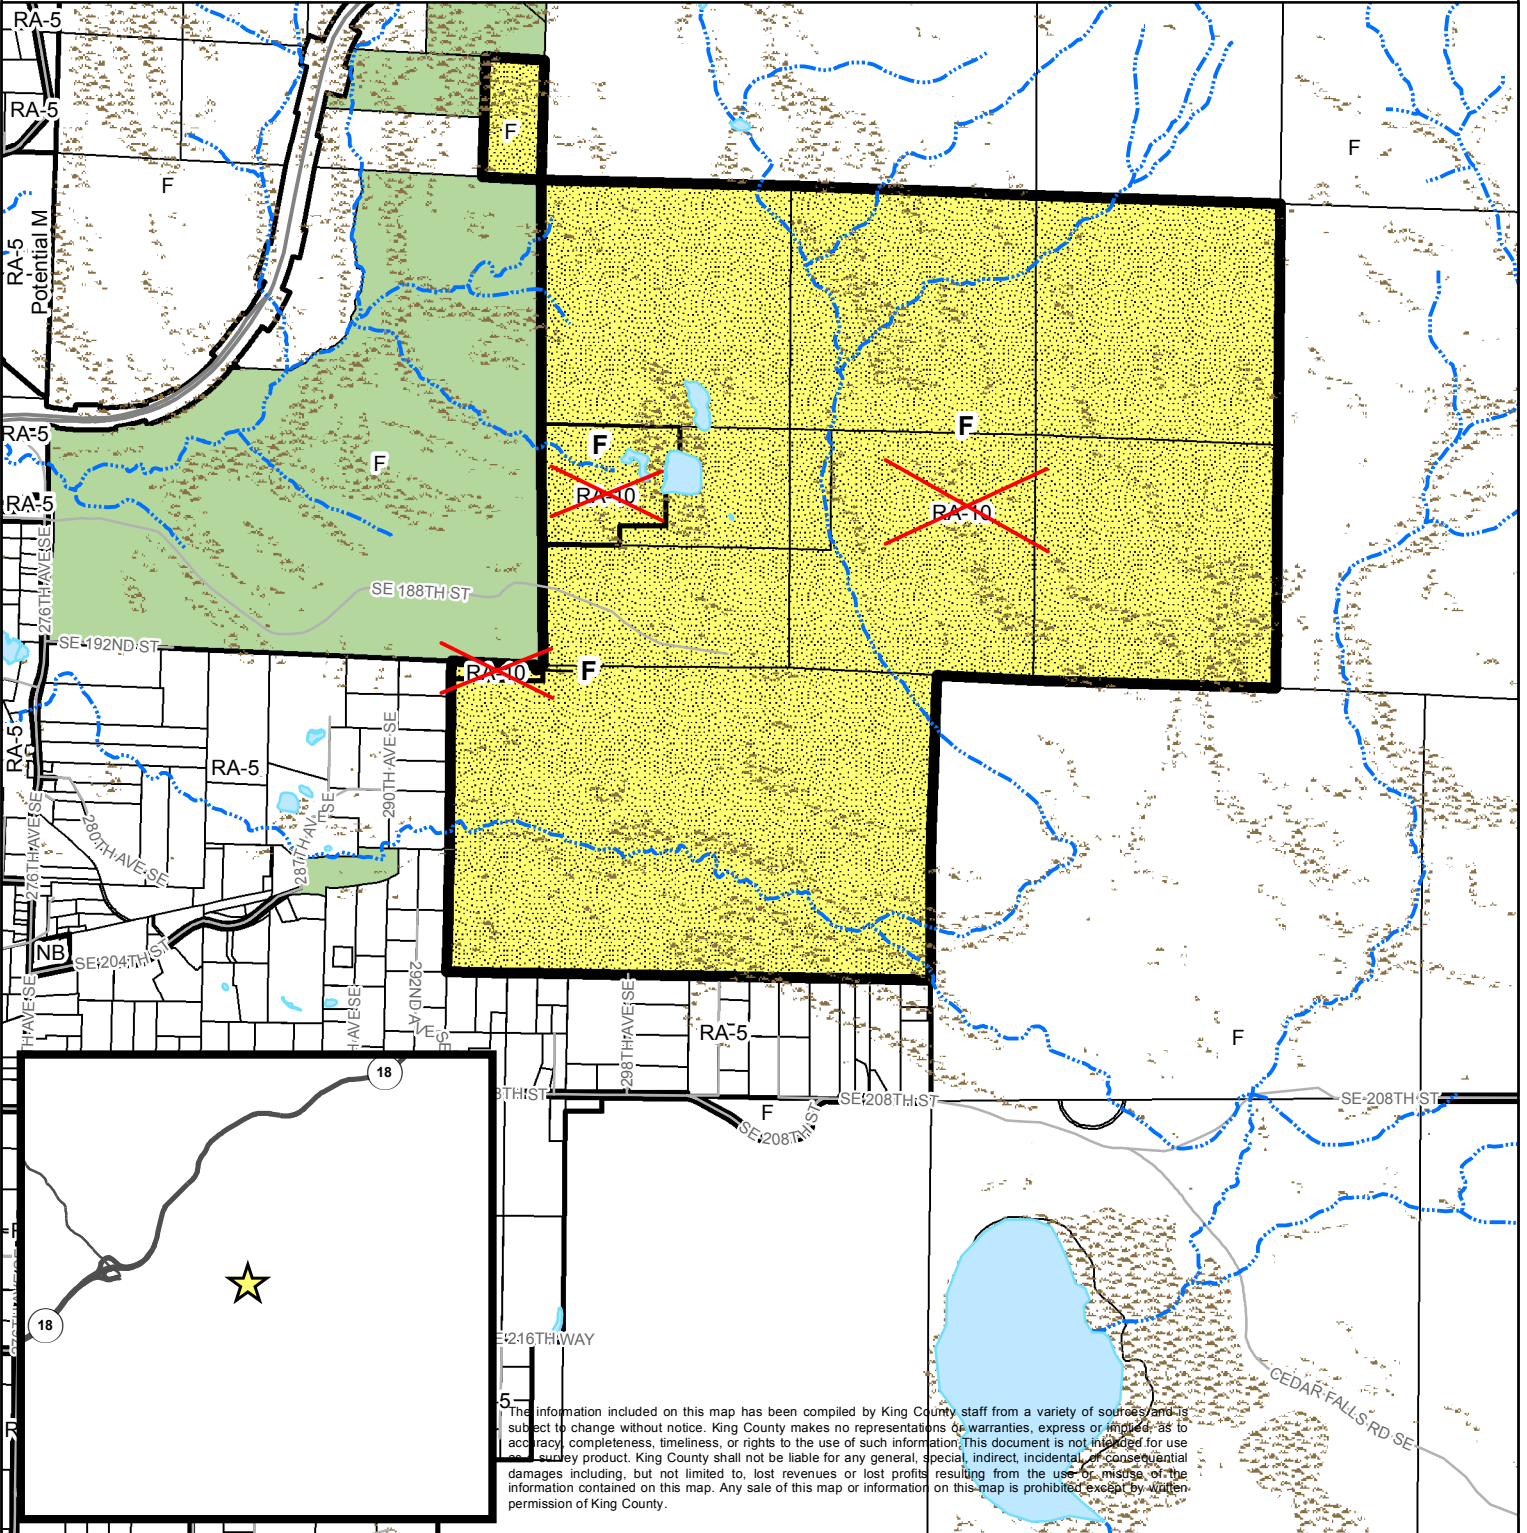 RA-5
RA-5
F
F
F
RA-5
Potential M
F
F
F
RA-5
F
RA-10
RA-10
RA-5
276TH AVE SE
SE 188TH ST
SE 192ND ST
RA-10
F
RA-5
RA-5
290TH AVE SE
276TH AVE SE
280TH AVE SE
287TH AVE SE
NB
SE 204TH ST
292ND AVE SE
298TH AVE SE
RA-5
F
8TH ST
F
SE 208TH ST
SE 208TH ST
SE-208TH ST
18
18
216TH WAY
CEDAR FALLS RD SE
The information included on this map has been compiled by King County staff from a variety of sources and is
subject to change without notice. King County makes no representations or warranties, express or implied, as to
accuracy, completeness, timeliness, or rights to the use of such information. This document is not intended for use
as a survey product. King County shall not be liable for any general, special, indirect, incidental, or consequential
damages including, but not limited to, lost revenues or lost profits resulting from the use or misuse of the
information contained on this map. Any sale of this map or information on this map is prohibited except by written
permission of King County.